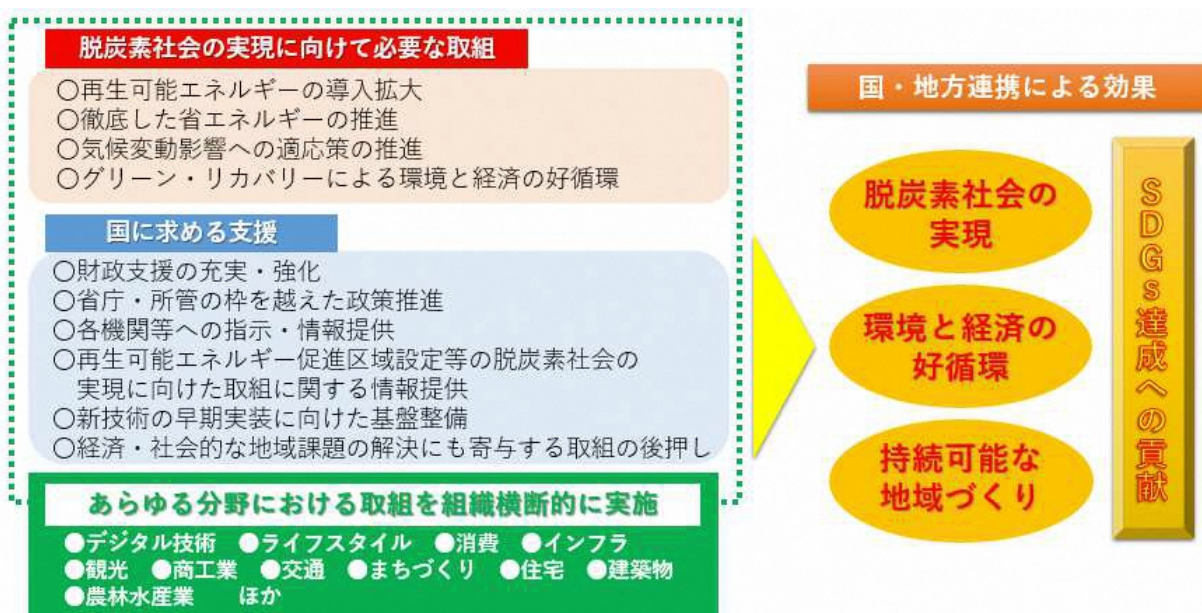 脱炭素社会の実現に向けて必要な取組
○再生可能エネルギーの導入拡大
○徹底した省エネルギーの推進
○気候変動影響への適応策の推進
○グリーン・リカバリーによる環境と経済の好循環
国に求める支援
○財政支援の充実・強化
○省庁・所管の枠を越えた政策推進
○各機関等への指示・情報提供
○再生可能エネルギー促進区域設定等の脱炭素社会の
実現に向けた取組に関する情報提供
○新技術の早期実装に向けた基盤整備
○経済・社会的な地域課題の解決にも寄与する取組の後押し
あらゆる分野における取組を組織横断的に実施
●デジタル技術 ●ライフスタイル ●消費 ●インフラ
●観光 ●商工業 ●交通 ●まちづくり ●住宅 ●建築物
●農林水産業 ほか
国・地方連携による効果
脱炭素社会の
実現
環境と経済の
好循環
持続可能な
地域づくり
SDGs達成への貢献